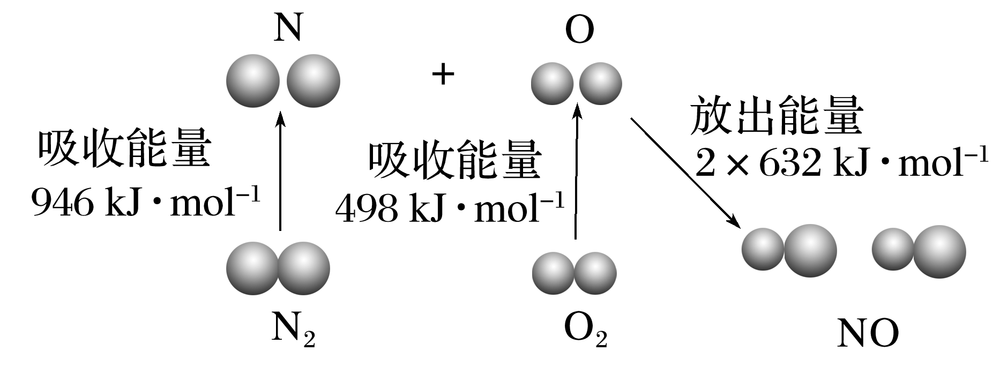 N
O
+
吸收能量
946 kJ·mol⁻¹
吸收能量
498 kJ·mol⁻¹
放出能量
2×632 kJ·mol⁻¹
N₂
O₂
NO